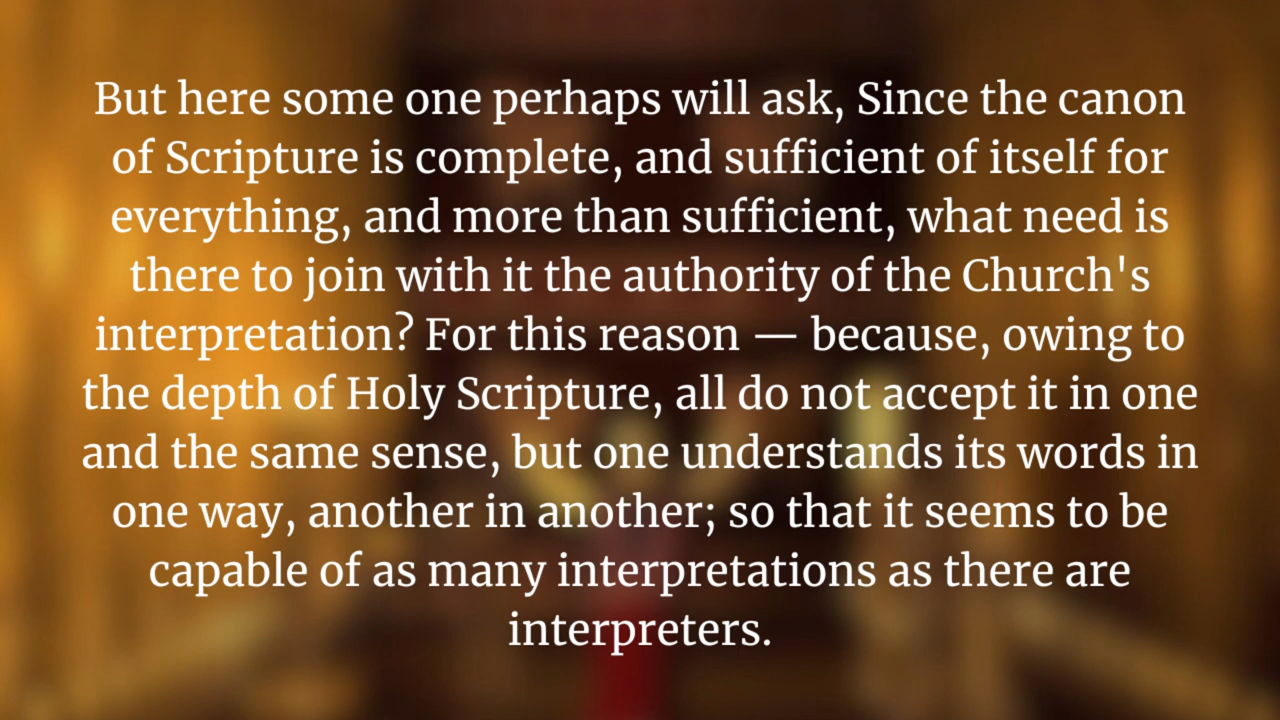 But here some one perhaps will ask, Since the canon
of Scripture is complete, and sufficient of itself for
everything, and more than sufficient, what need is
there to join with it the authority of the Church's
interpretation? For this reason — because, owing to
the depth of Holy Scripture, all do not accept it in one
and the same sense, but one understands its words in
one way, another in another; so that it seems to be
capable of as many interpretations as there are
interpreters.